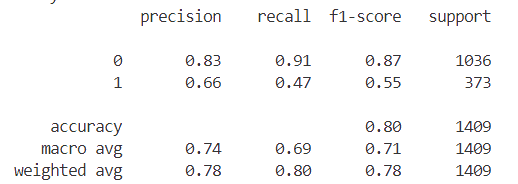 precision recall f1-score support
0 0.83 0.91 0.87 1036
1 0.66 0.47 0.55 373
accuracy 0.80 1409
macro avg 0.74 0.69 0.71 1409
weighted avg 0.78 0.80 0.78 1409